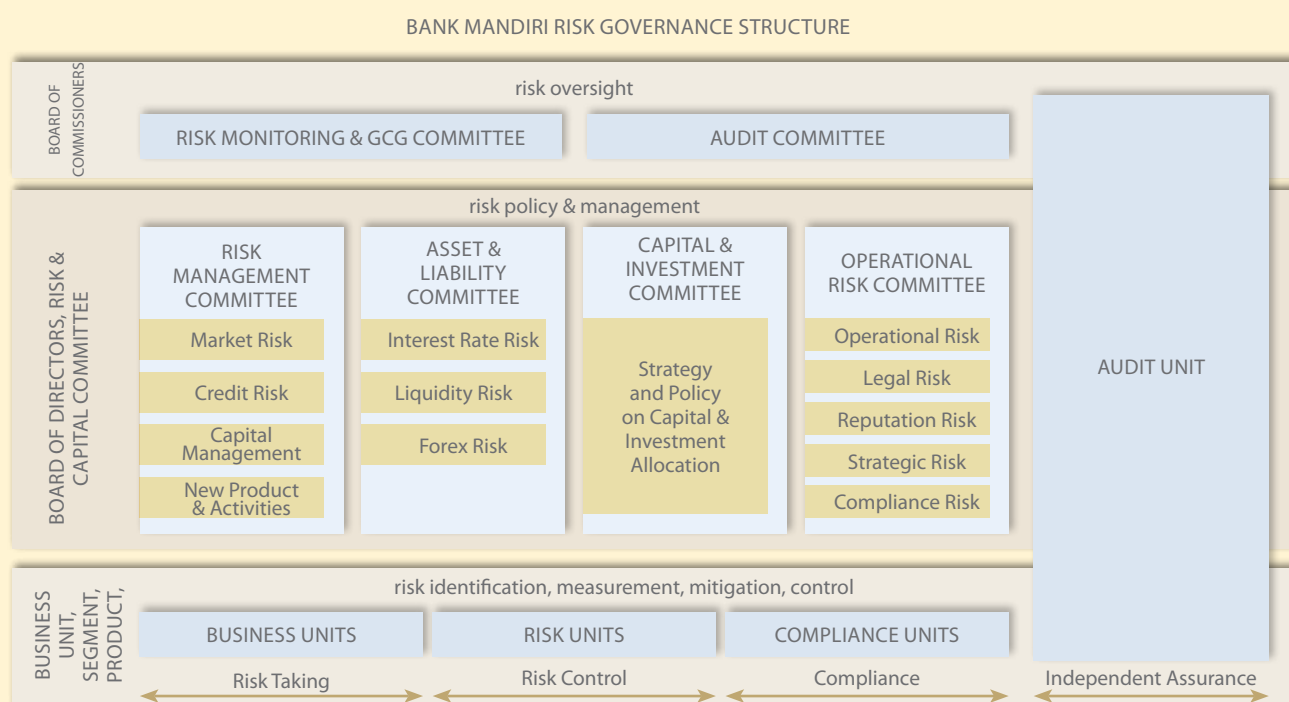 BANK MANDIRI RISK GOVERNANCE STRUCTURE
BOARD OF
COMMISSIONERS
risk oversight
RISK MONITORING & GCG COMMITTEE
AUDIT COMMITTEE
BOARD OF DIRECTORS, RISK &
CAPITAL COMMITTEE
risk policy & management
RISK
MANAGEMENT
COMMITTEE
Market Risk
Credit Risk
Capital
Management
New Product
& Activities
ASSET &
LIABILITY
COMMITTEE
Interest Rate Risk
Liquidity Risk
Forex Risk
CAPITAL &
INVESTMENT
COMMITTEE
Strategy
and Policy
on Capital &
Investment
Allocation
OPERATIONAL
RISK COMMITTEE
Operational Risk
Legal Risk
Reputation Risk
Strategic Risk
Compliance Risk
AUDIT UNIT
BUSINESS
UNIT,
SEGMENT,
PRODUCT,
risk identification, measurement, mitigation, control
BUSINESS UNITS
RISK UNITS
COMPLIANCE UNITS
Risk Taking
Risk Control
Compliance
Independent Assurance